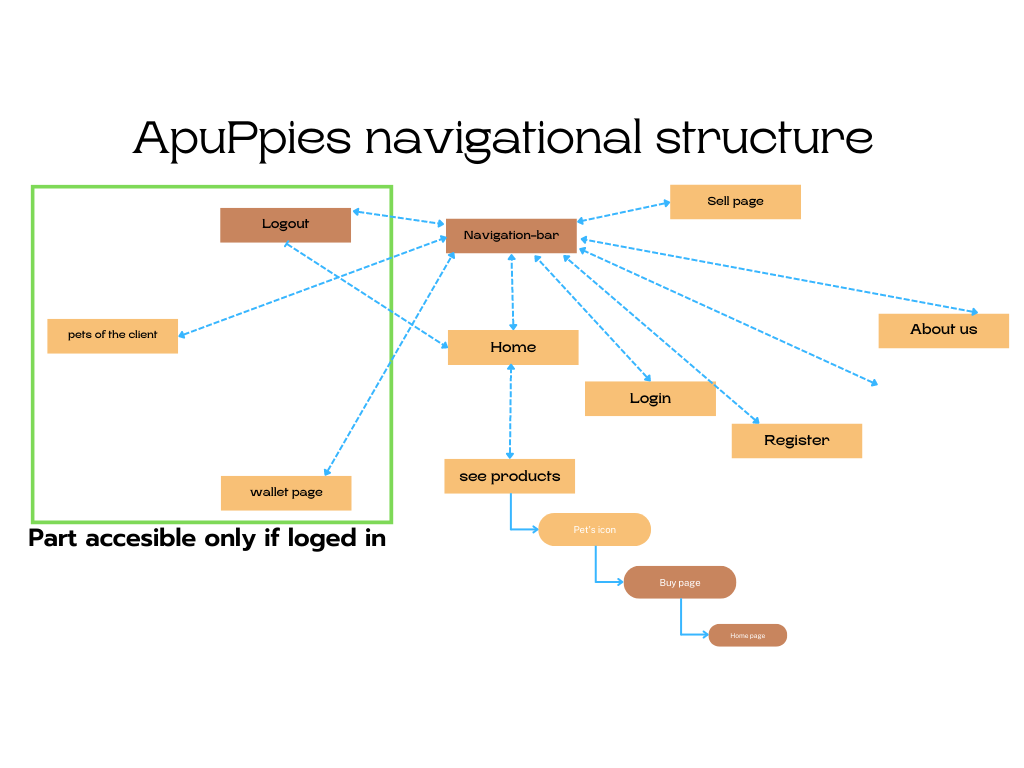 ApuPpies navigational structure
Sell page
Logout
Navigation-bar
About us
pets of the client
Home
Login
Register
see products
wallet page
Part accesible only if loged in
Pet's icon
Buy page
Home page